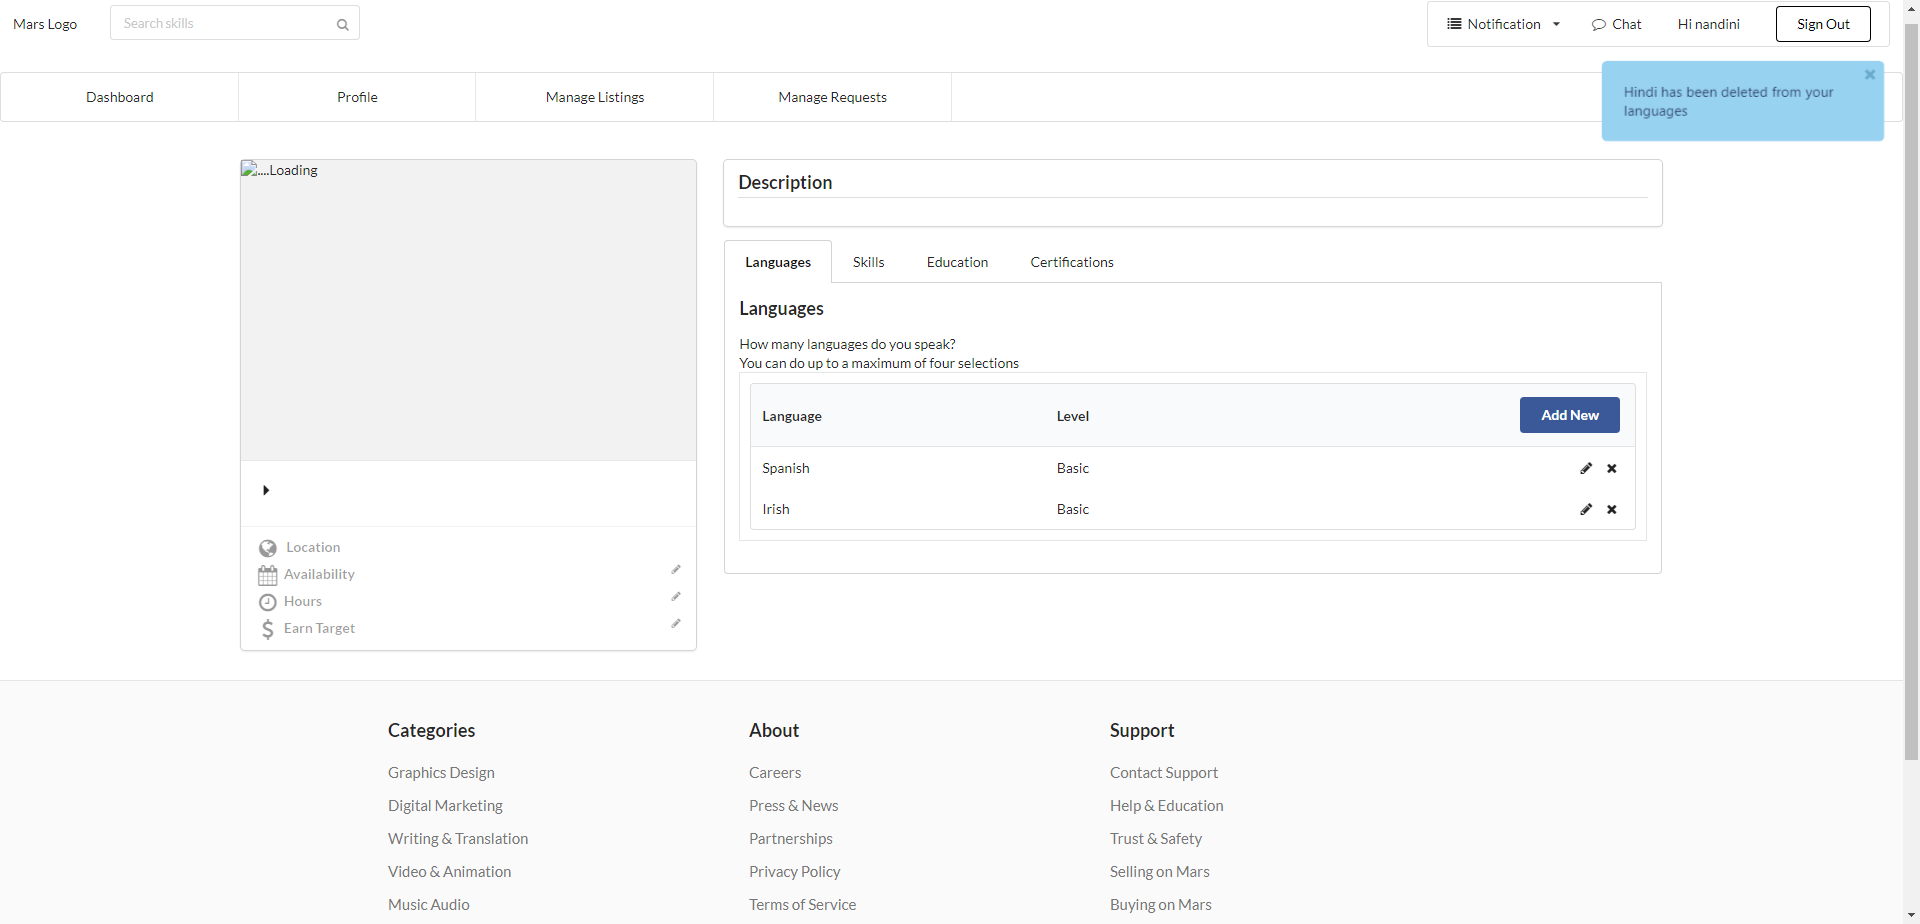 Mars Logo
Search skills
Notification
Chat
Hi nandini
Sign Out
Dashboard
Profile
Manage Listings
Manage Requests
Hindi has been deleted from your
languages
....Loading
Location
Availability
Hours
Earn Target
Description
Languages
Skills
Education
Certifications
Languages
How many languages do you speak?
You can do up to a maximum of four selections
Language
Level
Add New
Spanish
Basic
Irish
Basic
Categories
Graphics Design
Digital Marketing
Writing & Translation
Video & Animation
Music Audio
About
Careers
Press & News
Partnerships
Privacy Policy
Terms of Service
Support
Contact Support
Help & Education
Trust & Safety
Selling on Mars
Buying on Mars